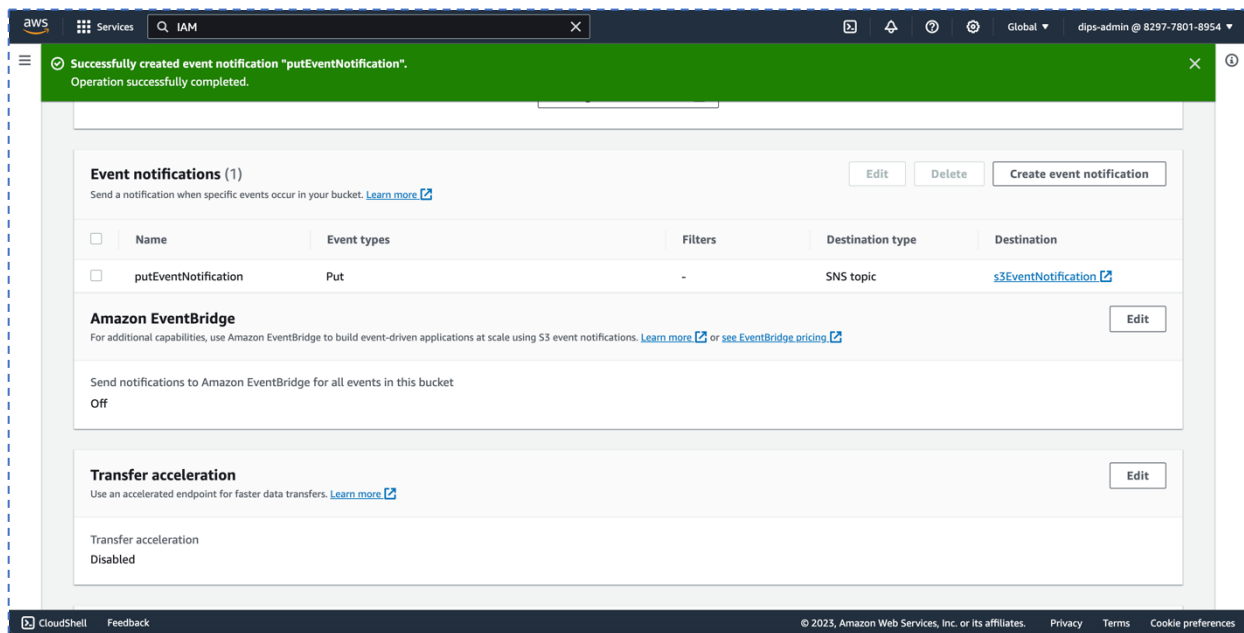 aws
Services
IAM
Global ▼
dips-admin @ 8297-7801-8954 ▼
Successfully created event notification "putEventNotification".
Operation successfully completed.
Event notifications (1)
Edit
Delete
Create event notification
Send a notification when specific events occur in your bucket. Learn more
Name
Event types
Filters
Destination type
Destination
putEventNotification
Put
-
SNS topic
s3EventNotification
Amazon EventBridge
Edit
For additional capabilities, use Amazon EventBridge to build event-driven applications at scale using S3 event notifications. Learn more or see EventBridge pricing
Send notifications to Amazon EventBridge for all events in this bucket
Off
Transfer acceleration
Edit
Use an accelerated endpoint for faster data transfers. Learn more
Transfer acceleration
Disabled
CloudShell
Feedback
© 2023, Amazon Web Services, Inc. or its affiliates.
Privacy
Terms
Cookie preferences